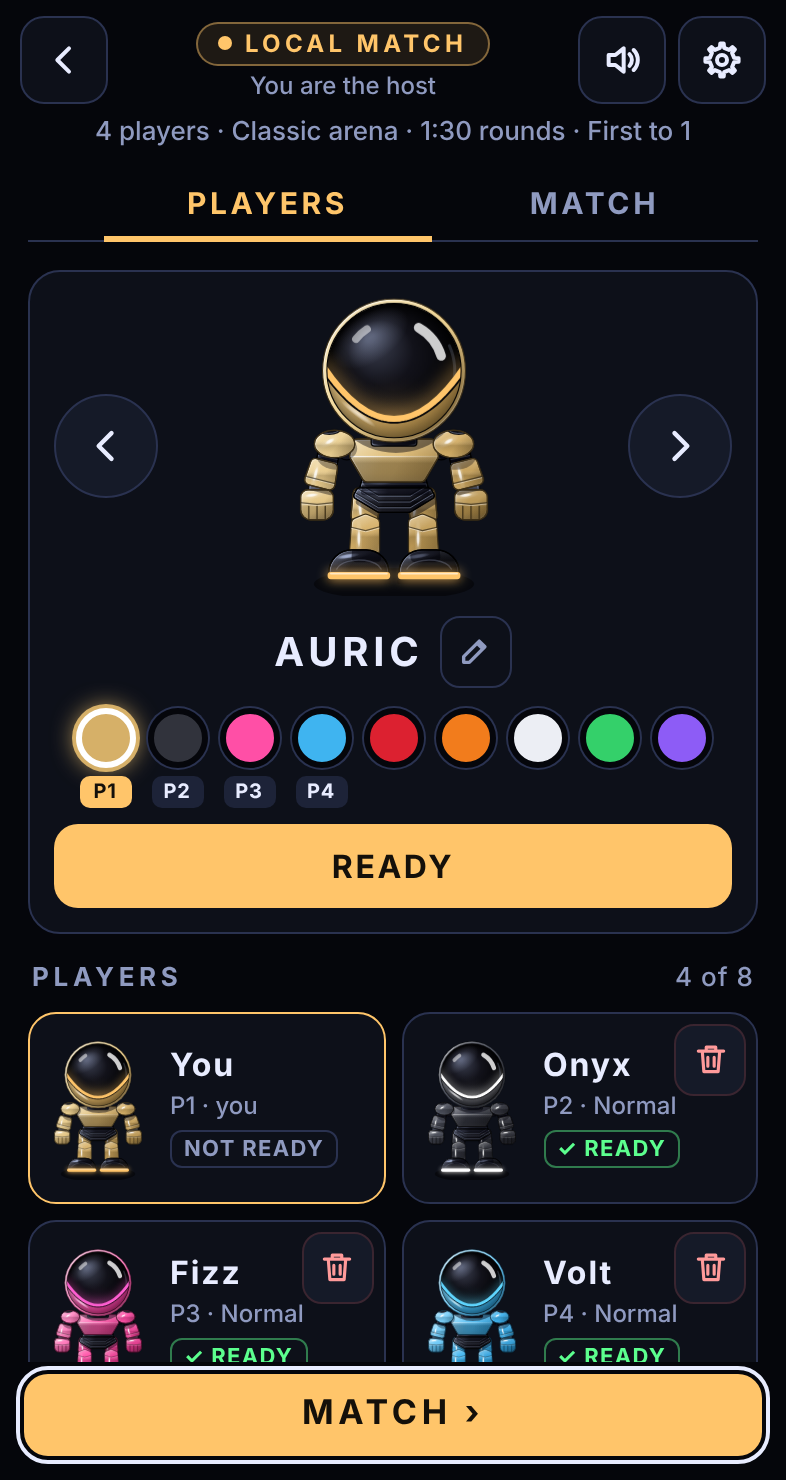 LOCAL MATCH
You are the host
4 players · Classic arena · 1:30 rounds · First to 1
PLAYERS MATCH
AURIC
P1 P2 P3 P4
READY
PLAYERS 4 of 8
You
P1 · you
NOT READY
Onyx
P2 · Normal
✓ READY
Fizz
P3 · Normal
✓ READY
Volt
P4 · Normal
✓ READY
MATCH ›